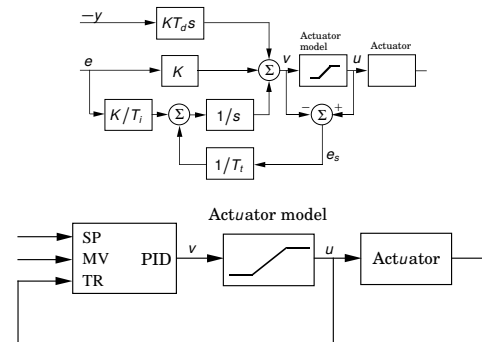 −y
KT_d s
Actuator model
v
u
Actuator
e
K
Σ
− Σ +
K/T_i
Σ
1/s
1/T_t
e_s
Actuator model
SP
MV
TR
PID
v
u
Actuator